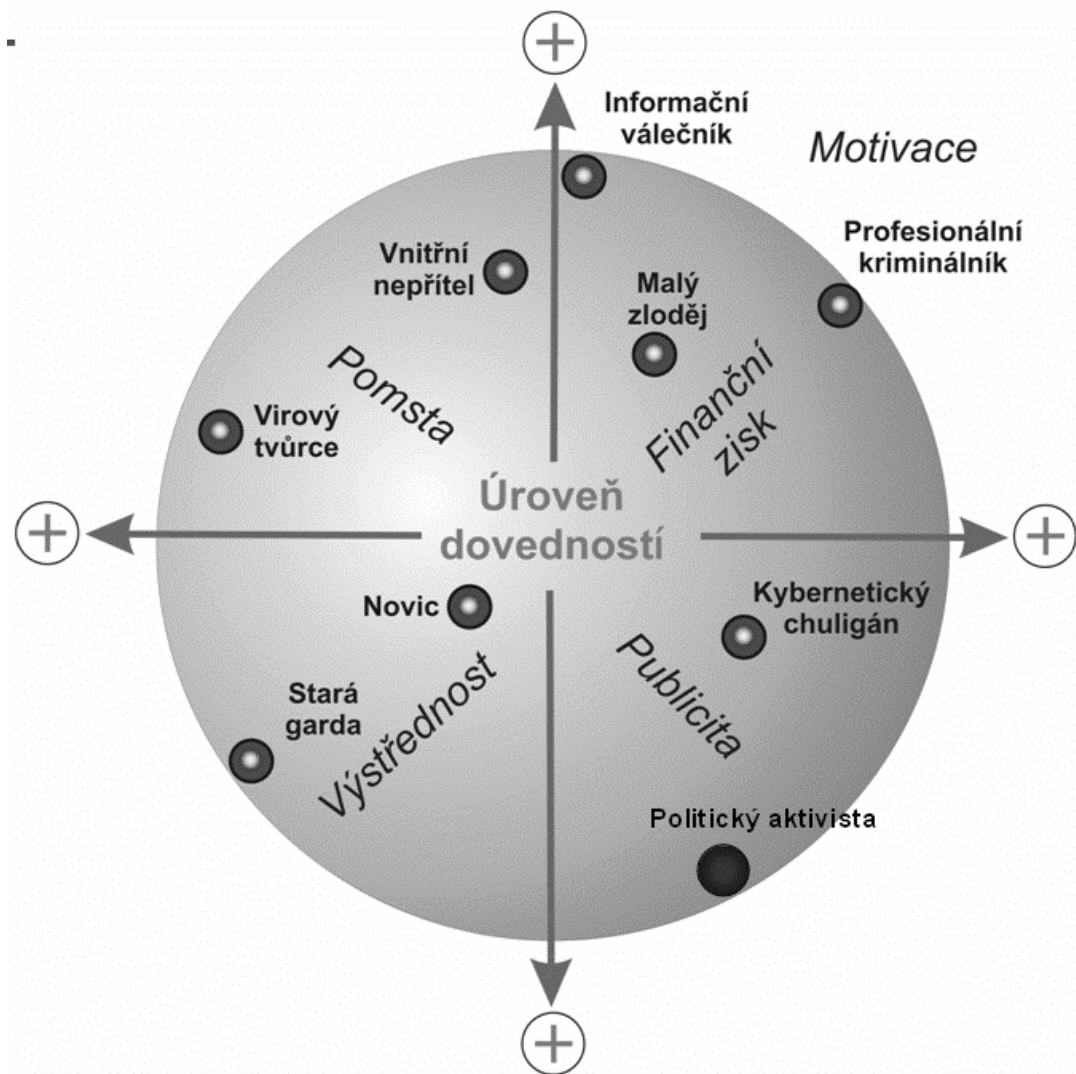 Informační
válečník
Motivace
Profesionální
kriminálník
Vnitřní
nepřítel
Malý
zloděj
Pomsta
Finanční
zisk
Virový
tvůrce
Úroveň
dovedností
Novic
Kybernetický
chuligán
Publicita
Stará
garda
Výstřednost
Politický aktivista